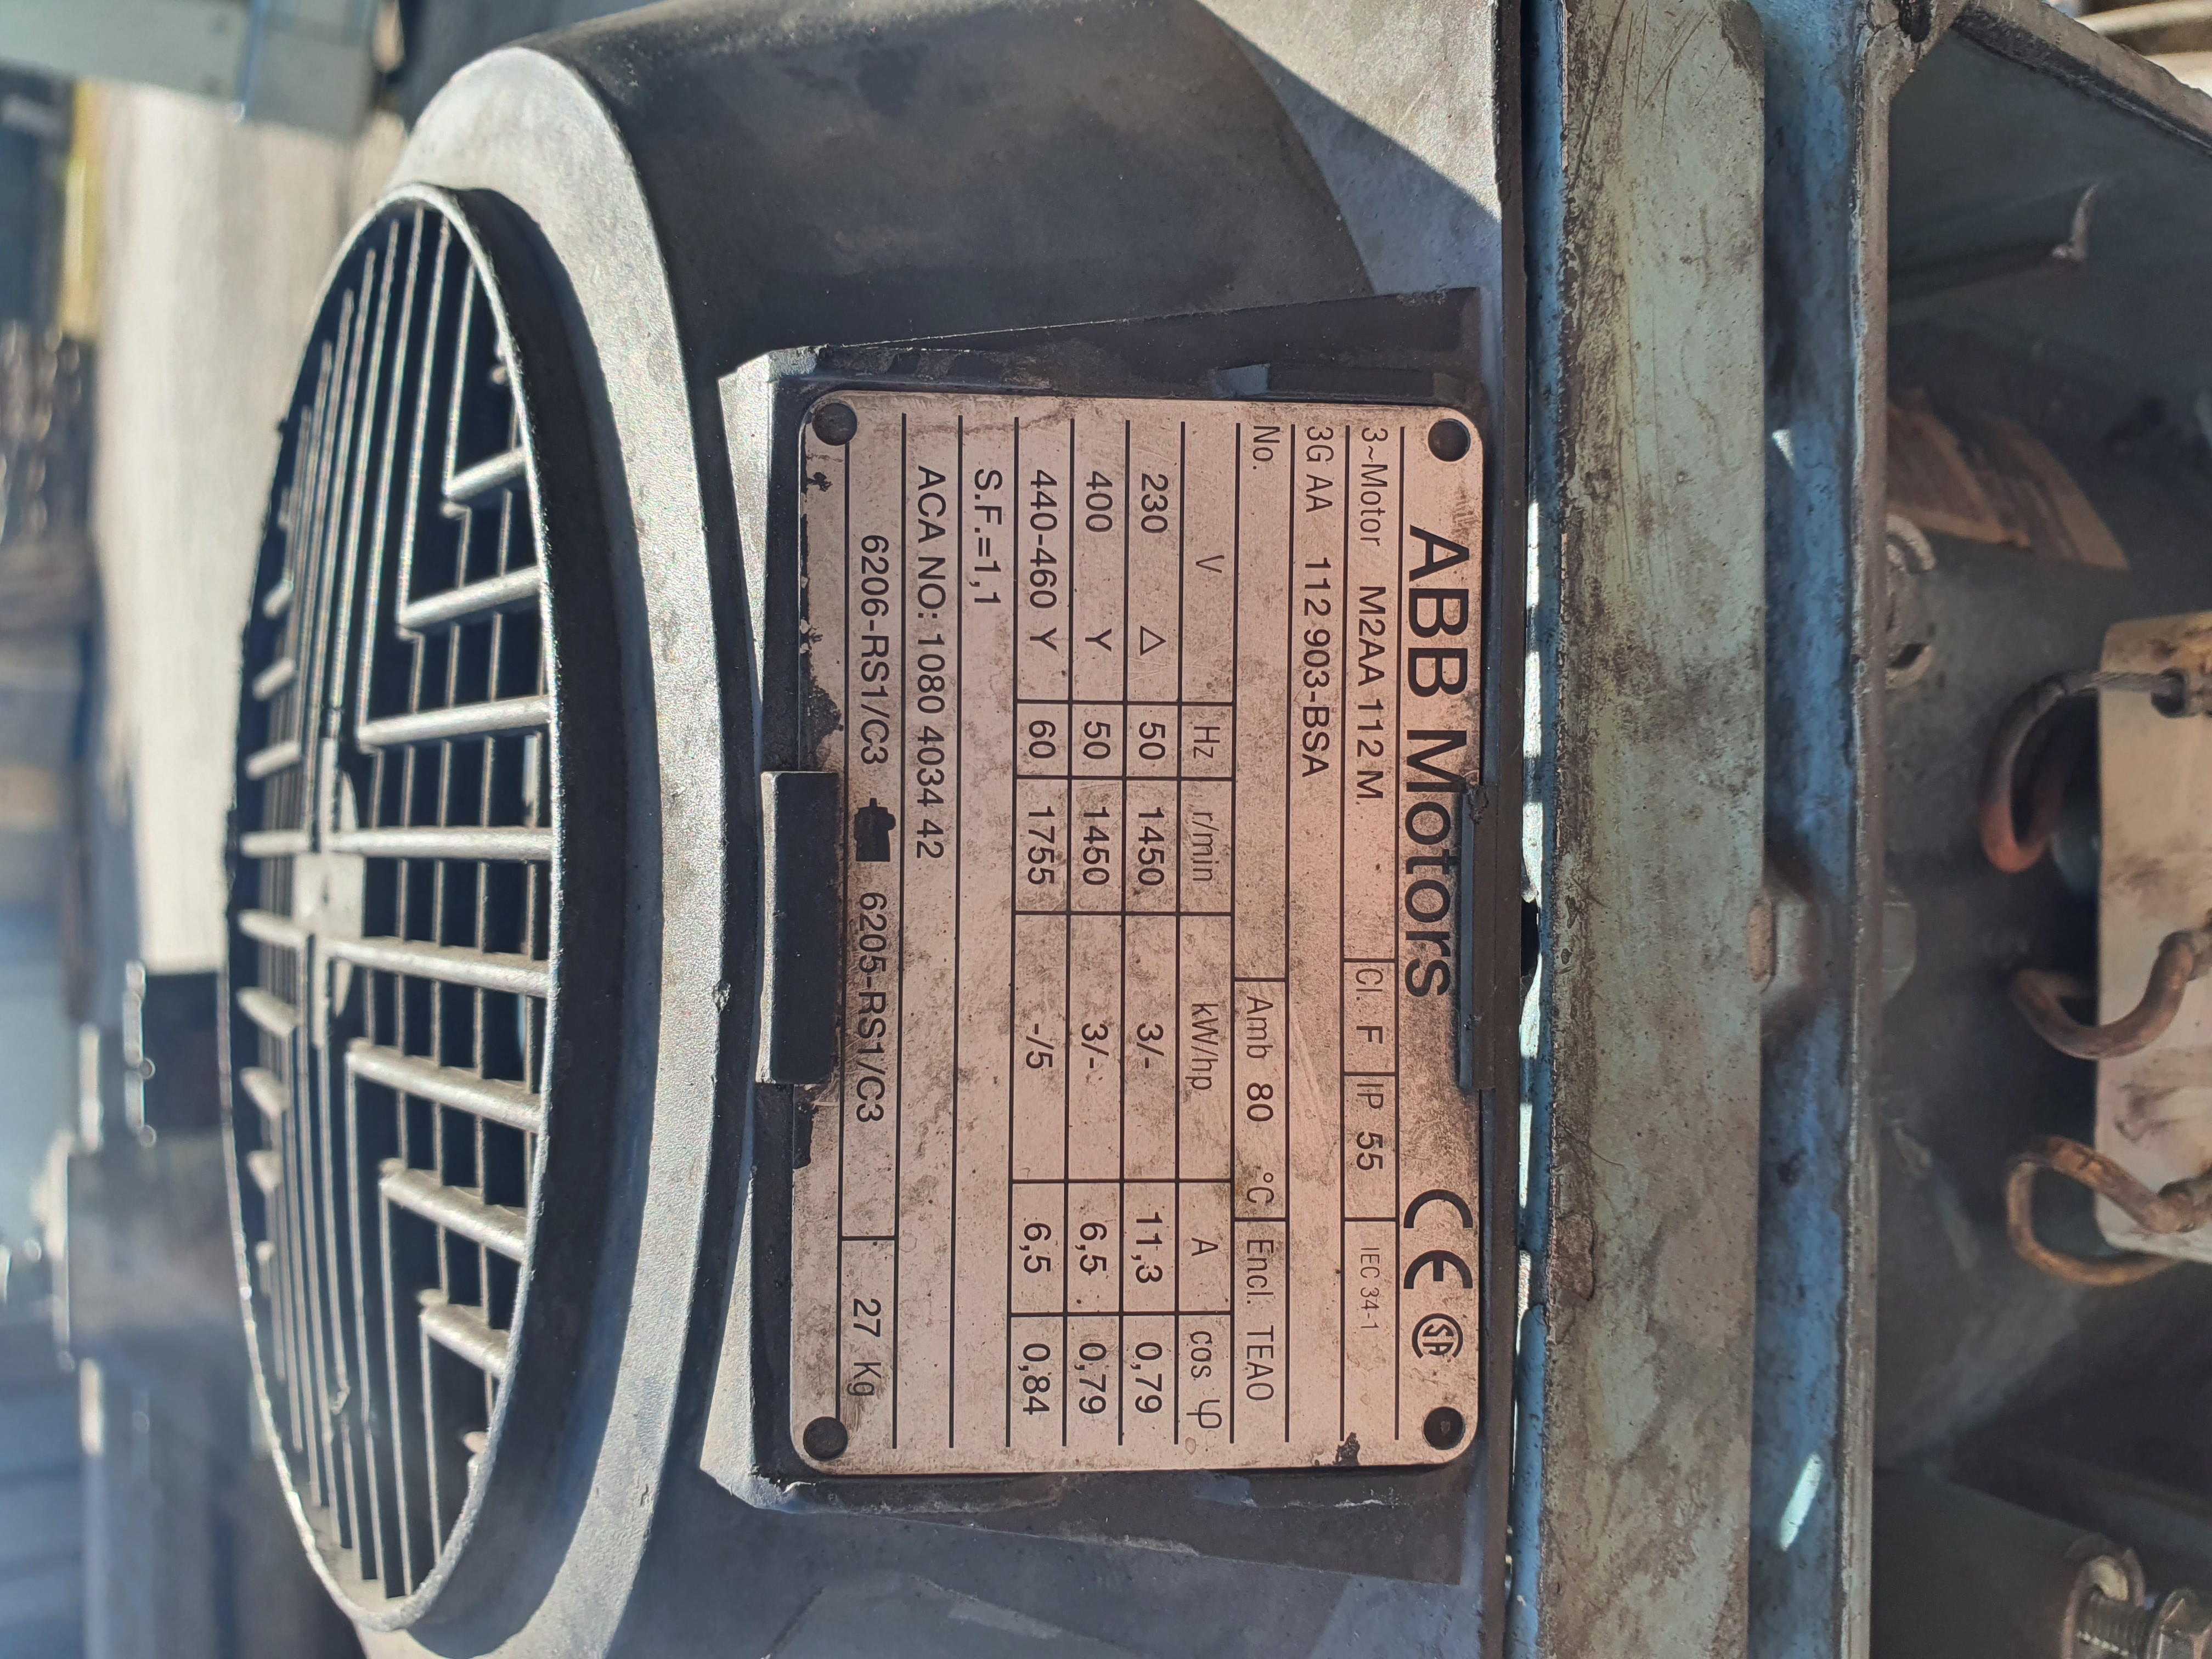 ABB Motors CE SA
3~Motor M2AA 112 M Cl. F IP 55 IEC 34-1
3G AA 112 903-BSA
No. Amb 80 °C Encl. TEAO
V Hz r/min kW/hp A cos φ
230 △ 50 1450 3/- 11,3 0,79
400 Y 50 1450 3/- 6,5 0,79
440-460 Y 60 1755 -/5 6,5 0,84
S.F.=1,1
ACA NO: 1080 4034 42
6206-RS1/C3 6205-RS1/C3 27 Kg